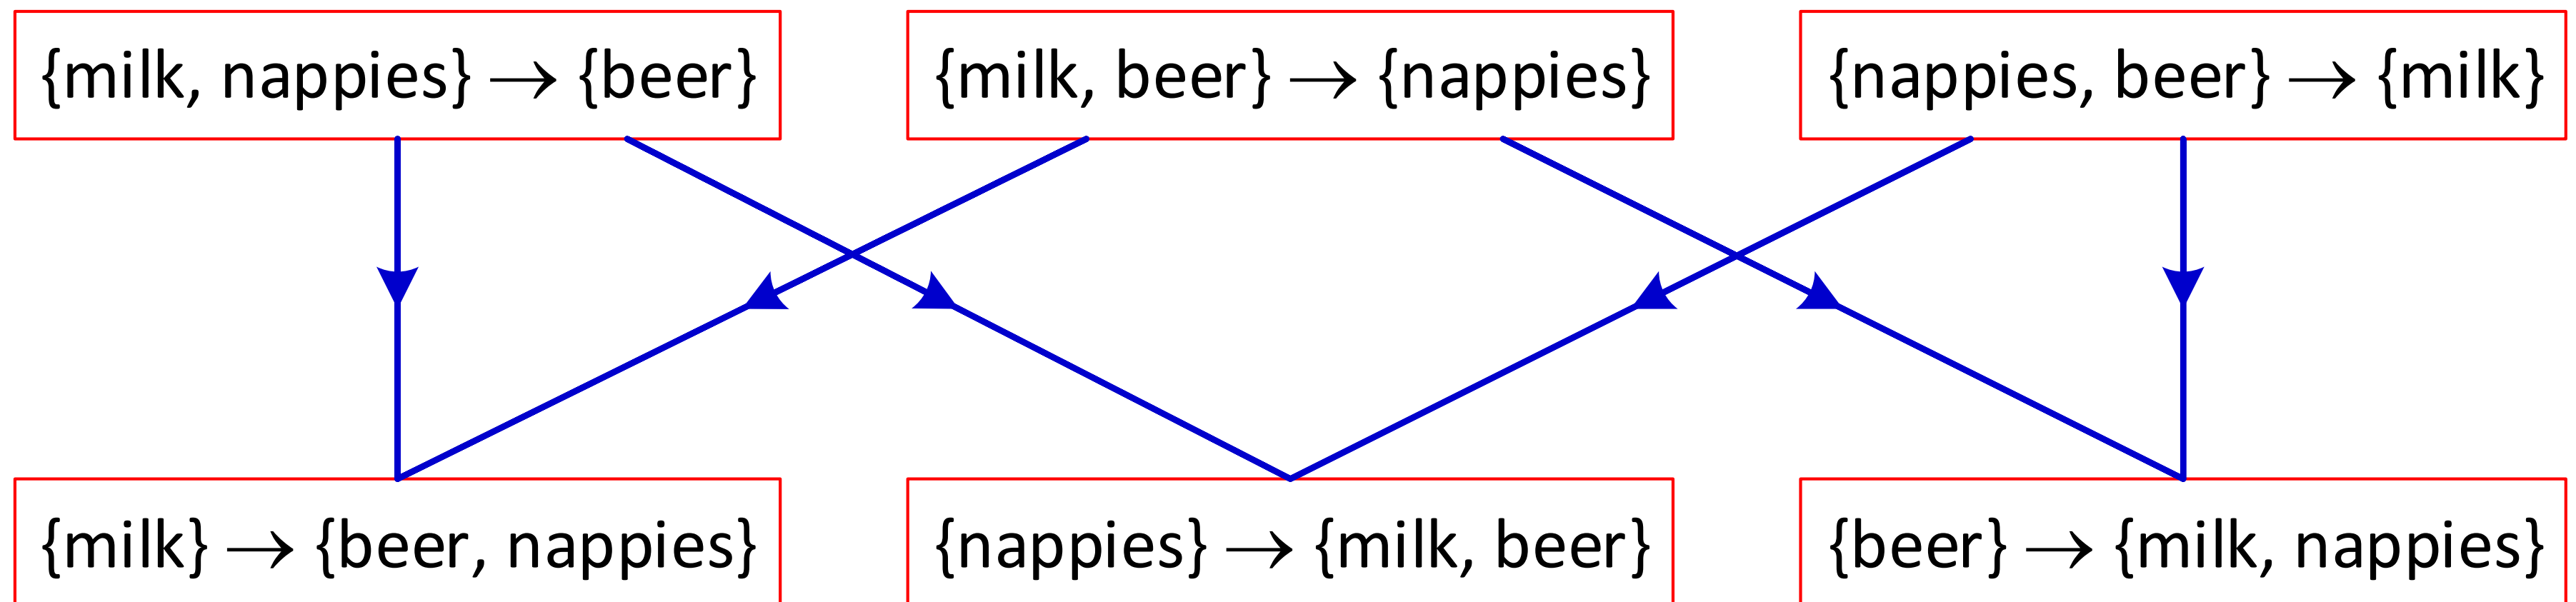 {milk, nappies} → {beer}
{milk, beer} → {nappies}
{nappies, beer} → {milk}
{milk} → {beer, nappies}
{nappies} → {milk, beer}
{beer} → {milk, nappies}